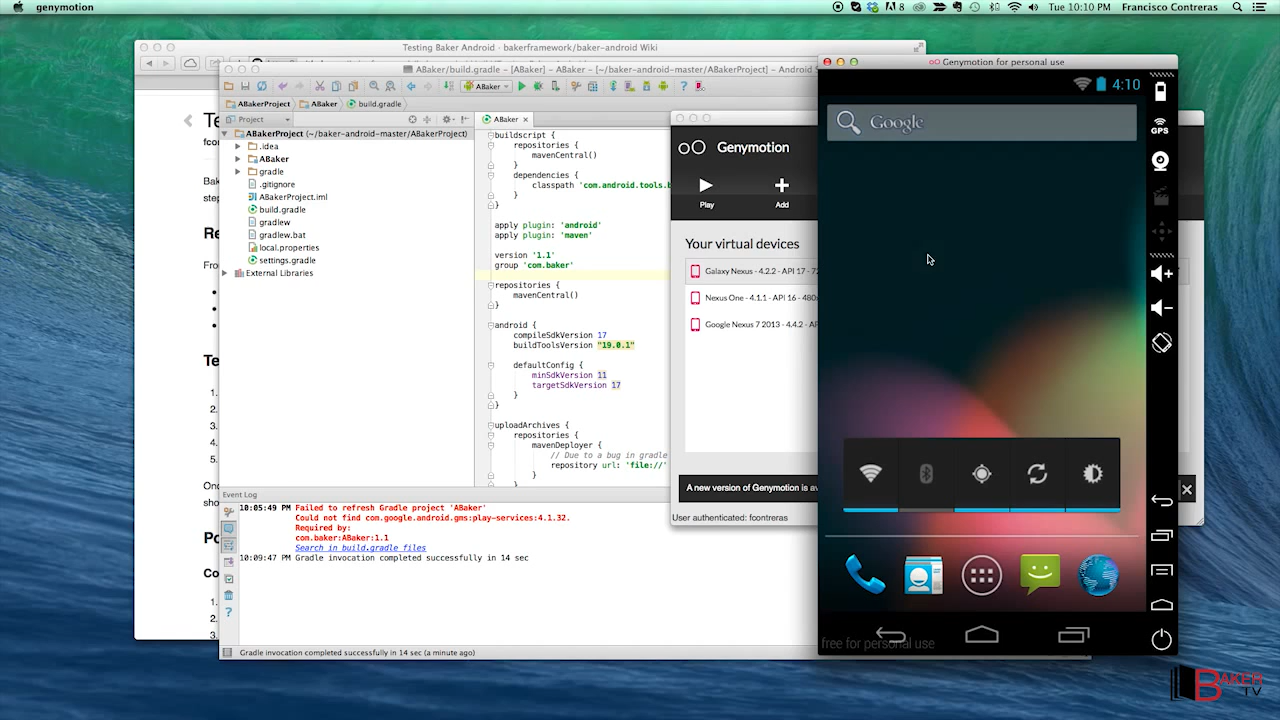 genymotion
8
Tue 10:10 PM
Francisco Contreras
Testing Baker Android · bakerframework/baker-android Wiki
ABaker/build.gradle – [ABaker] – ABaker – [~/baker-android-master/ABakerProject] – Android S
ABaker
ABakerProject
ABaker
build.gradle
Project
ABakerProject (~/baker-android-master/ABakerProject)
.idea
ABaker
gradle
.gitignore
ABakerProject.iml
build.gradle
gradlew
gradlew.bat
local.properties
settings.gradle
External Libraries
ABaker
buildscript {
repositories {
mavenCentral()
}
dependencies {
classpath 'com.android.tools.b
}
}
apply plugin: 'android'
apply plugin: 'maven'
version '1.1'
group 'com.baker'
repositories {
mavenCentral()
}
android {
compileSdkVersion 17
buildToolsVersion "19.0.1"
defaultConfig {
minSdkVersion 11
targetSdkVersion 17
}
}
uploadArchives {
repositories {
mavenDeployer {
// Due to a bug in gradle
repository url: 'file://'
}
}
Event Log
10:05:49 PM Failed to refresh Gradle project 'ABaker'
Could not find com.google.android.gms:play-services:4.1.32.
Required by:
com.baker:ABaker:1.1
Search in build.gradle files
10:09:47 PM Gradle invocation completed successfully in 14 sec
Gradle invocation completed successfully in 14 sec (a minute ago)
Genymotion
Play
Add
Your virtual devices
Galaxy Nexus - 4.2.2 - API 17 - 72
Nexus One - 4.1.1 - API 16 - 480x
Google Nexus 7 2013 - 4.4.2 - API
A new version of Genymotion is av
User authenticated: fcontreras
Genymotion for personal use
4:10
Google
GPS
free for personal use
BAKER
TV